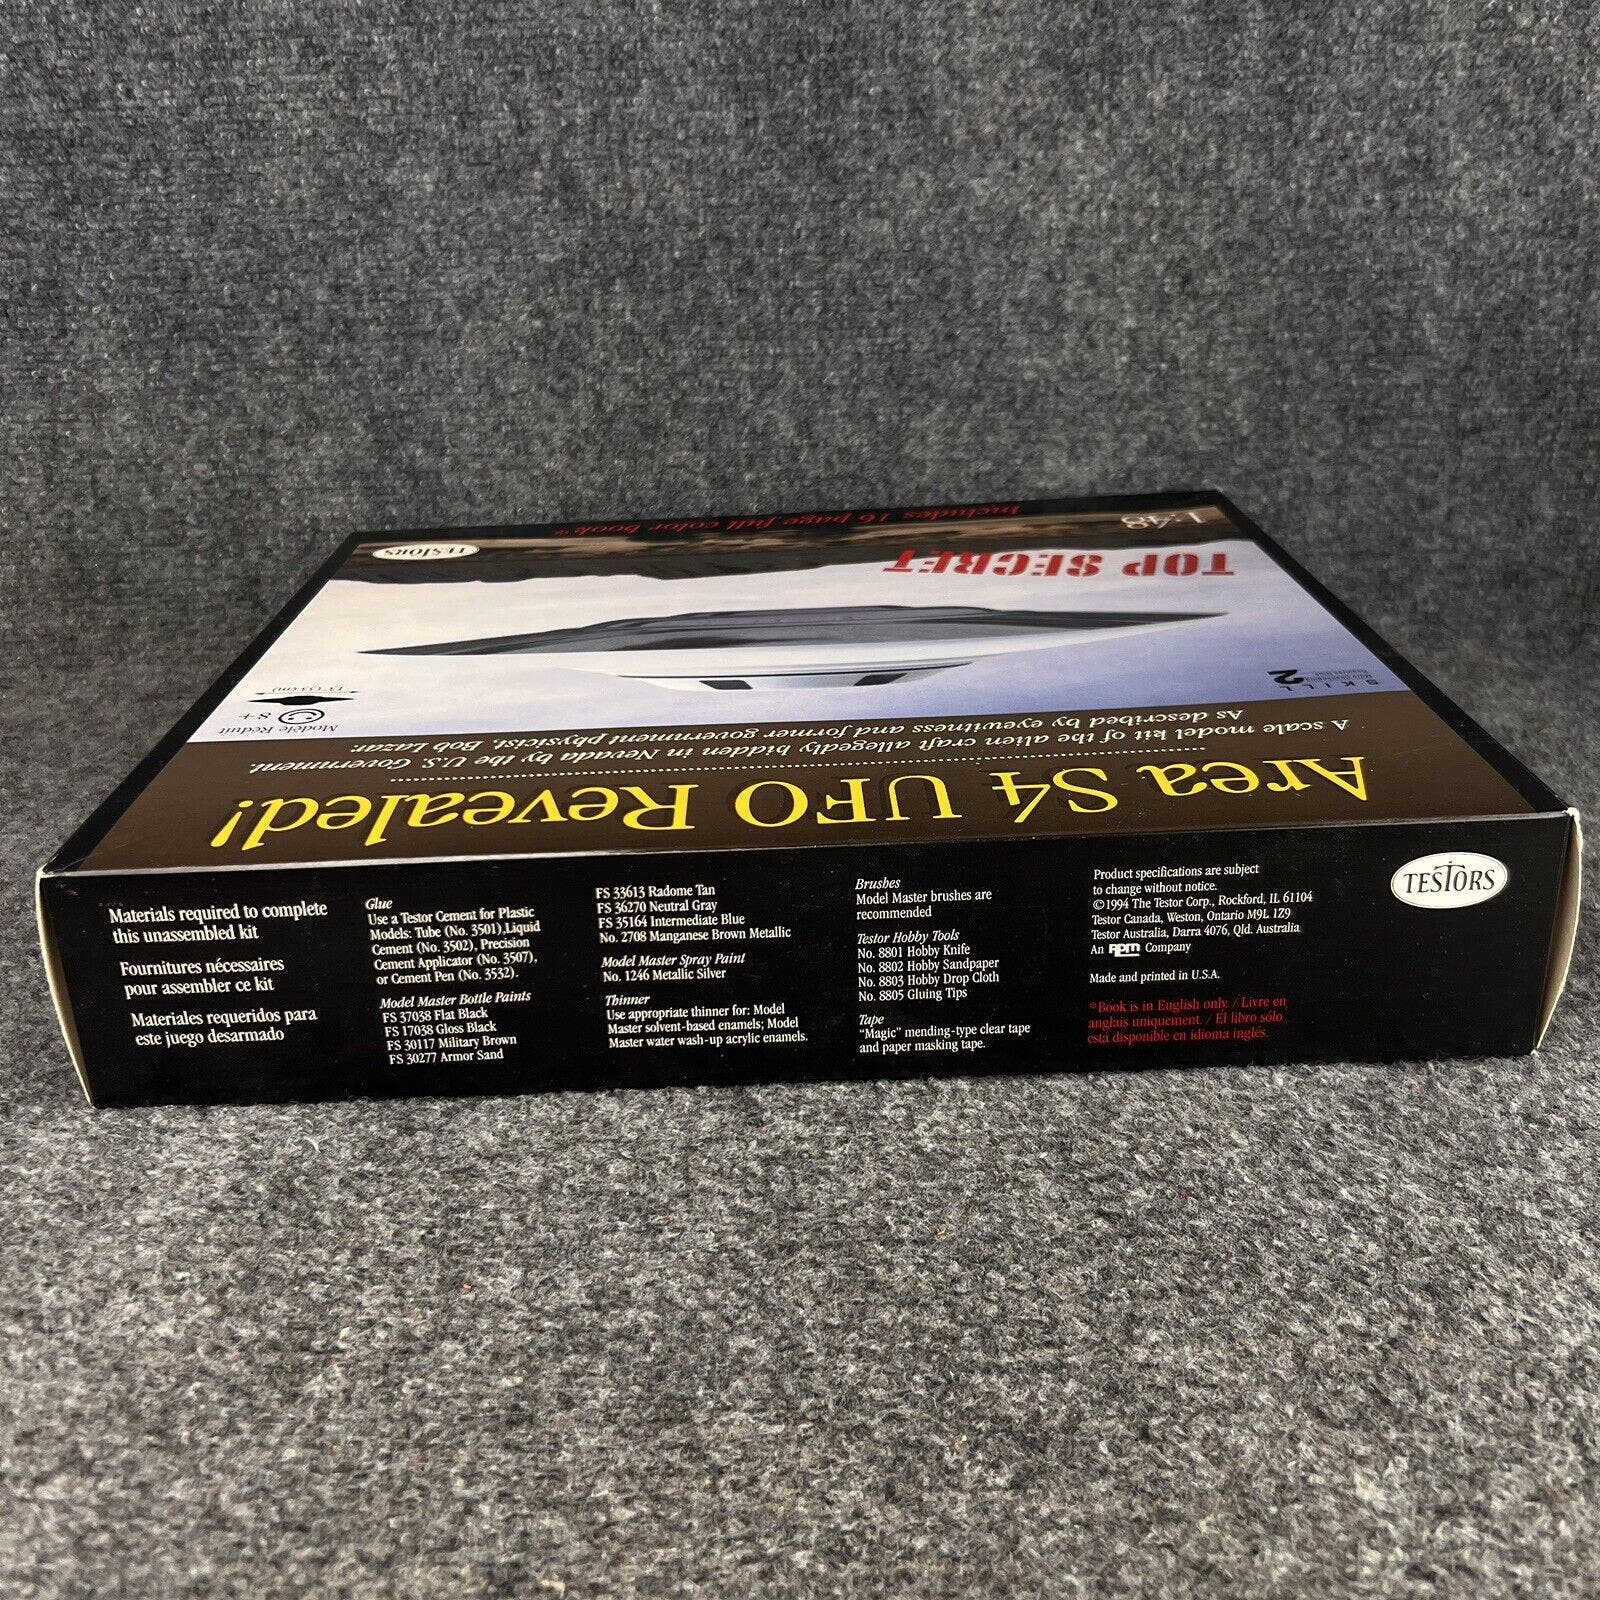 Includes 16 page full color book*
TESTORS
1:48
TOP SECRET
13" (33 cm)
8+
Modèle Réduit
SKILL
2
As described by eyewitness and former government physicist, Bob Lazar.
A scale model kit of the alien craft allegedly hidden in Nevada by the U.S. Government.
Area S4 UFO Revealed!
Materials required to complete
this unassembled kit
Fournitures nécessaires
pour assembler ce kit
Materiales requeridos para
este juego desarmado
Glue
Use a Testor Cement for Plastic
Models: Tube (No. 3501),Liquid
Cement (No. 3502), Precision
Cement Applicator (No. 3507),
or Cement Pen (No. 3532).
Model Master Bottle Paints
FS 37038 Flat Black
FS 17038 Gloss Black
FS 30117 Military Brown
FS 30277 Armor Sand
FS 33613 Radome Tan
FS 36270 Neutral Gray
FS 35164 Intermediate Blue
No. 2708 Manganese Brown Metallic
Model Master Spray Paint
No. 1246 Metallic Silver
Thinner
Use appropriate thinner for: Model
Master solvent-based enamels; Model
Master water wash-up acrylic enamels.
Brushes
Model Master brushes are
recommended
Testor Hobby Tools
No. 8801 Hobby Knife
No. 8802 Hobby Sandpaper
No. 8803 Hobby Drop Cloth
No. 8805 Gluing Tips
Tape
"Magic" mending-type clear tape
and paper masking tape.
Product specifications are subject
to change without notice.
©1994 The Testor Corp., Rockford, IL 61104
Testor Canada, Weston, Ontario M9L 1Z9
Testor Australia, Darra 4076, Qld. Australia
An rpm Company
Made and printed in U.S.A.
*Book is in English only. / Livre en
anglais uniquement. / El libro sólo
está disponible en idioma inglés.
TESTORS